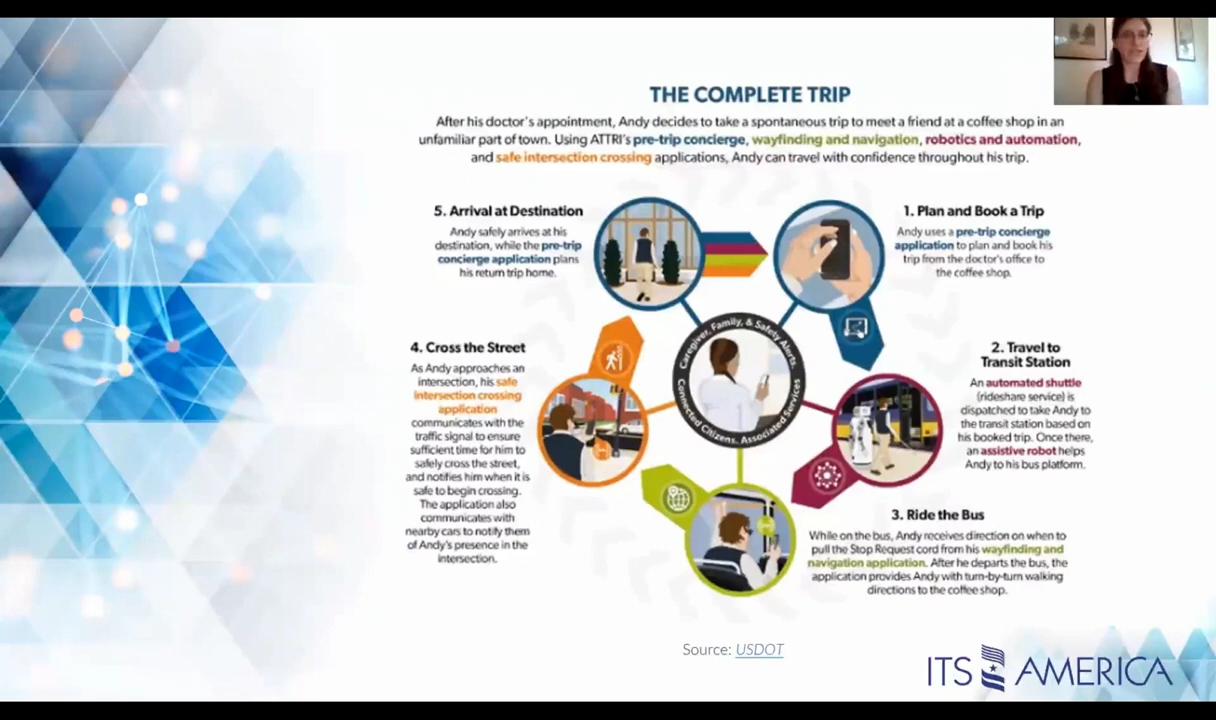 THE COMPLETE TRIP
After his doctor's appointment, Andy decides to take a spontaneous trip to meet a friend at a coffee shop in an
unfamiliar part of town. Using ATTRI's pre-trip concierge, wayfinding and navigation, robotics and automation,
and safe intersection crossing applications, Andy can travel with confidence throughout his trip.
1. Plan and Book a Trip
Andy uses a pre-trip concierge
application to plan and book his
trip from the doctor's office to
the coffee shop.
2. Travel to
Transit Station
An automated shuttle
(rideshare service) is
dispatched to take Andy to
the transit station based on
his booked trip. Once there,
an assistive robot helps
Andy to his bus platform.
3. Ride the Bus
While on the bus, Andy receives direction on when to
pull the Stop Request cord from his wayfinding and
navigation application. After he departs the bus, the
application provides Andy with turn-by-turn walking
directions to the coffee shop.
4. Cross the Street
As Andy approaches an
intersection, his safe
intersection crossing
application
communicates with the
traffic signal to ensure
sufficient time for him to
safely cross the street,
and notifies him when it is
safe to begin crossing.
The application also
communicates with
nearby cars to notify them
of Andy's presence in the
intersection.
5. Arrival at Destination
Andy safely arrives at his
destination, while the pre-trip
concierge application plans
his return trip home.
Caregiver, Family, & Safety Alerts.
Connected Citizens. Associated Services
Source: USDOT
ITS AMERICA